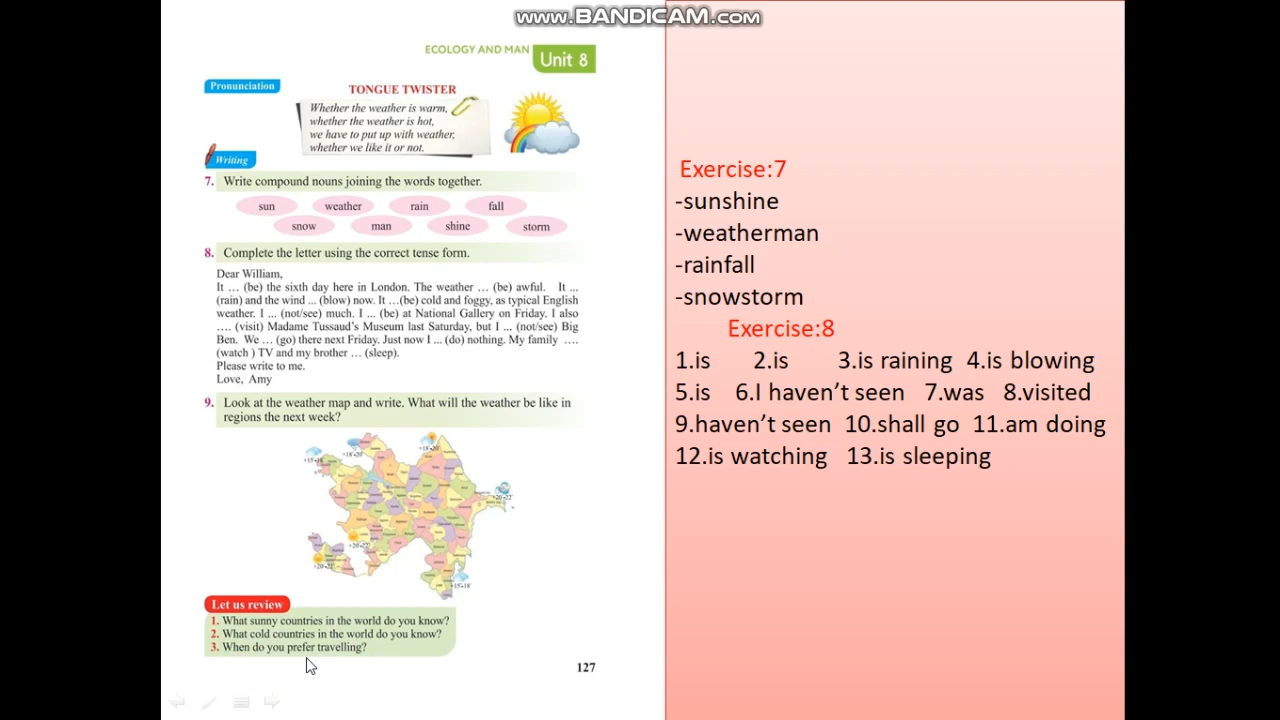 www.BANDICAM.com
ECOLOGY AND MAN
Unit 8
Pronunciation
TONGUE TWISTER
Whether the weather is warm,
whether the weather is hot,
we have to put up with weather,
whether we like it or not.
Writing
7. Write compound nouns joining the words together.
sun weather rain fall
snow man shine storm
8. Complete the letter using the correct tense form.
Dear William,
It … (be) the sixth day here in London. The weather … (be) awful. It ...
(rain) and the wind ... (blow) now. It …(be) cold and foggy, as typical English
weather. I ... (not/see) much. I ... (be) at National Gallery on Friday. I also
…. (visit) Madame Tussaud’s Museum last Saturday, but I ... (not/see) Big
Ben. We … (go) there next Friday. Just now I ... (do) nothing. My family ….
(watch ) TV and my brother … (sleep).
Please write to me.
Love, Amy
9. Look at the weather map and write. What will the weather be like in
regions the next week?
Let us review
1. What sunny countries in the world do you know?
2. What cold countries in the world do you know?
3. When do you prefer travelling?
127
Exercise:7
-sunshine
-weatherman
-rainfall
-snowstorm
Exercise:8
1.is 2.is 3.is raining 4.is blowing
5.is 6.I haven’t seen 7.was 8.visited
9.haven’t seen 10.shall go 11.am doing
12.is watching 13.is sleeping